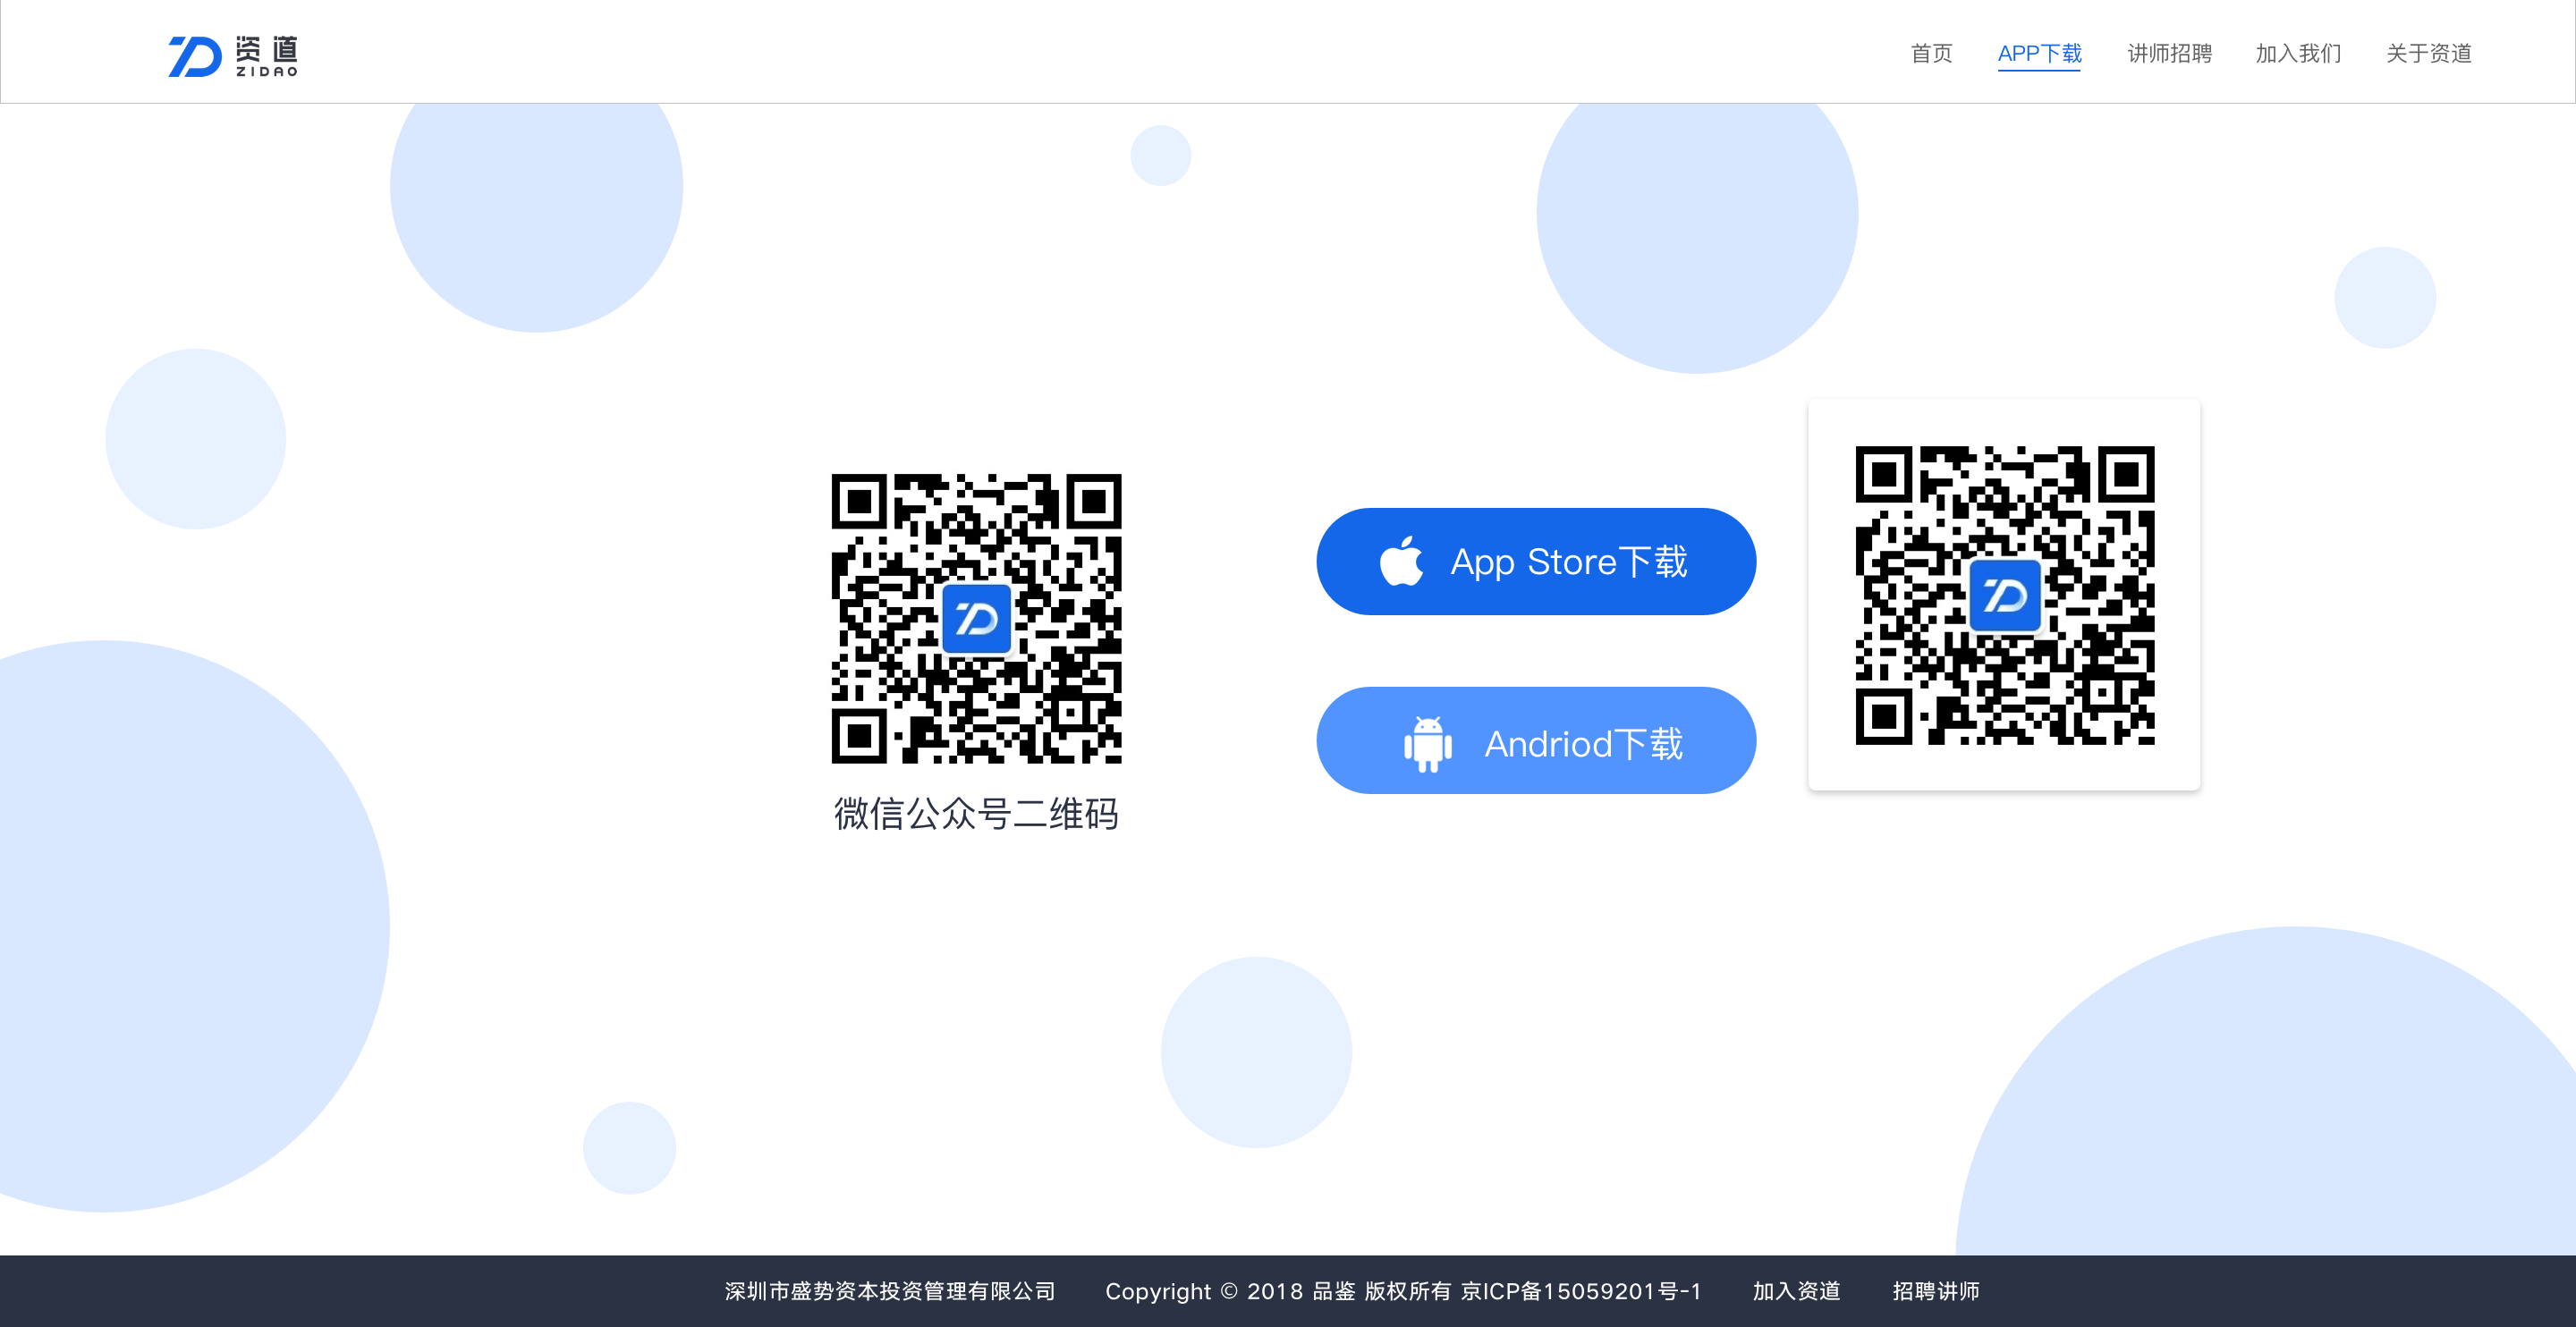 资道
ZIDAO
首页 APP下载 讲师招聘 加入我们 关于资道
App Store下载
Andriod下载
微信公众号二维码
深圳市盛势资本投资管理有限公司 Copyright © 2018 品鉴 版权所有 京ICP备15059201号-1 加入资道 招聘讲师